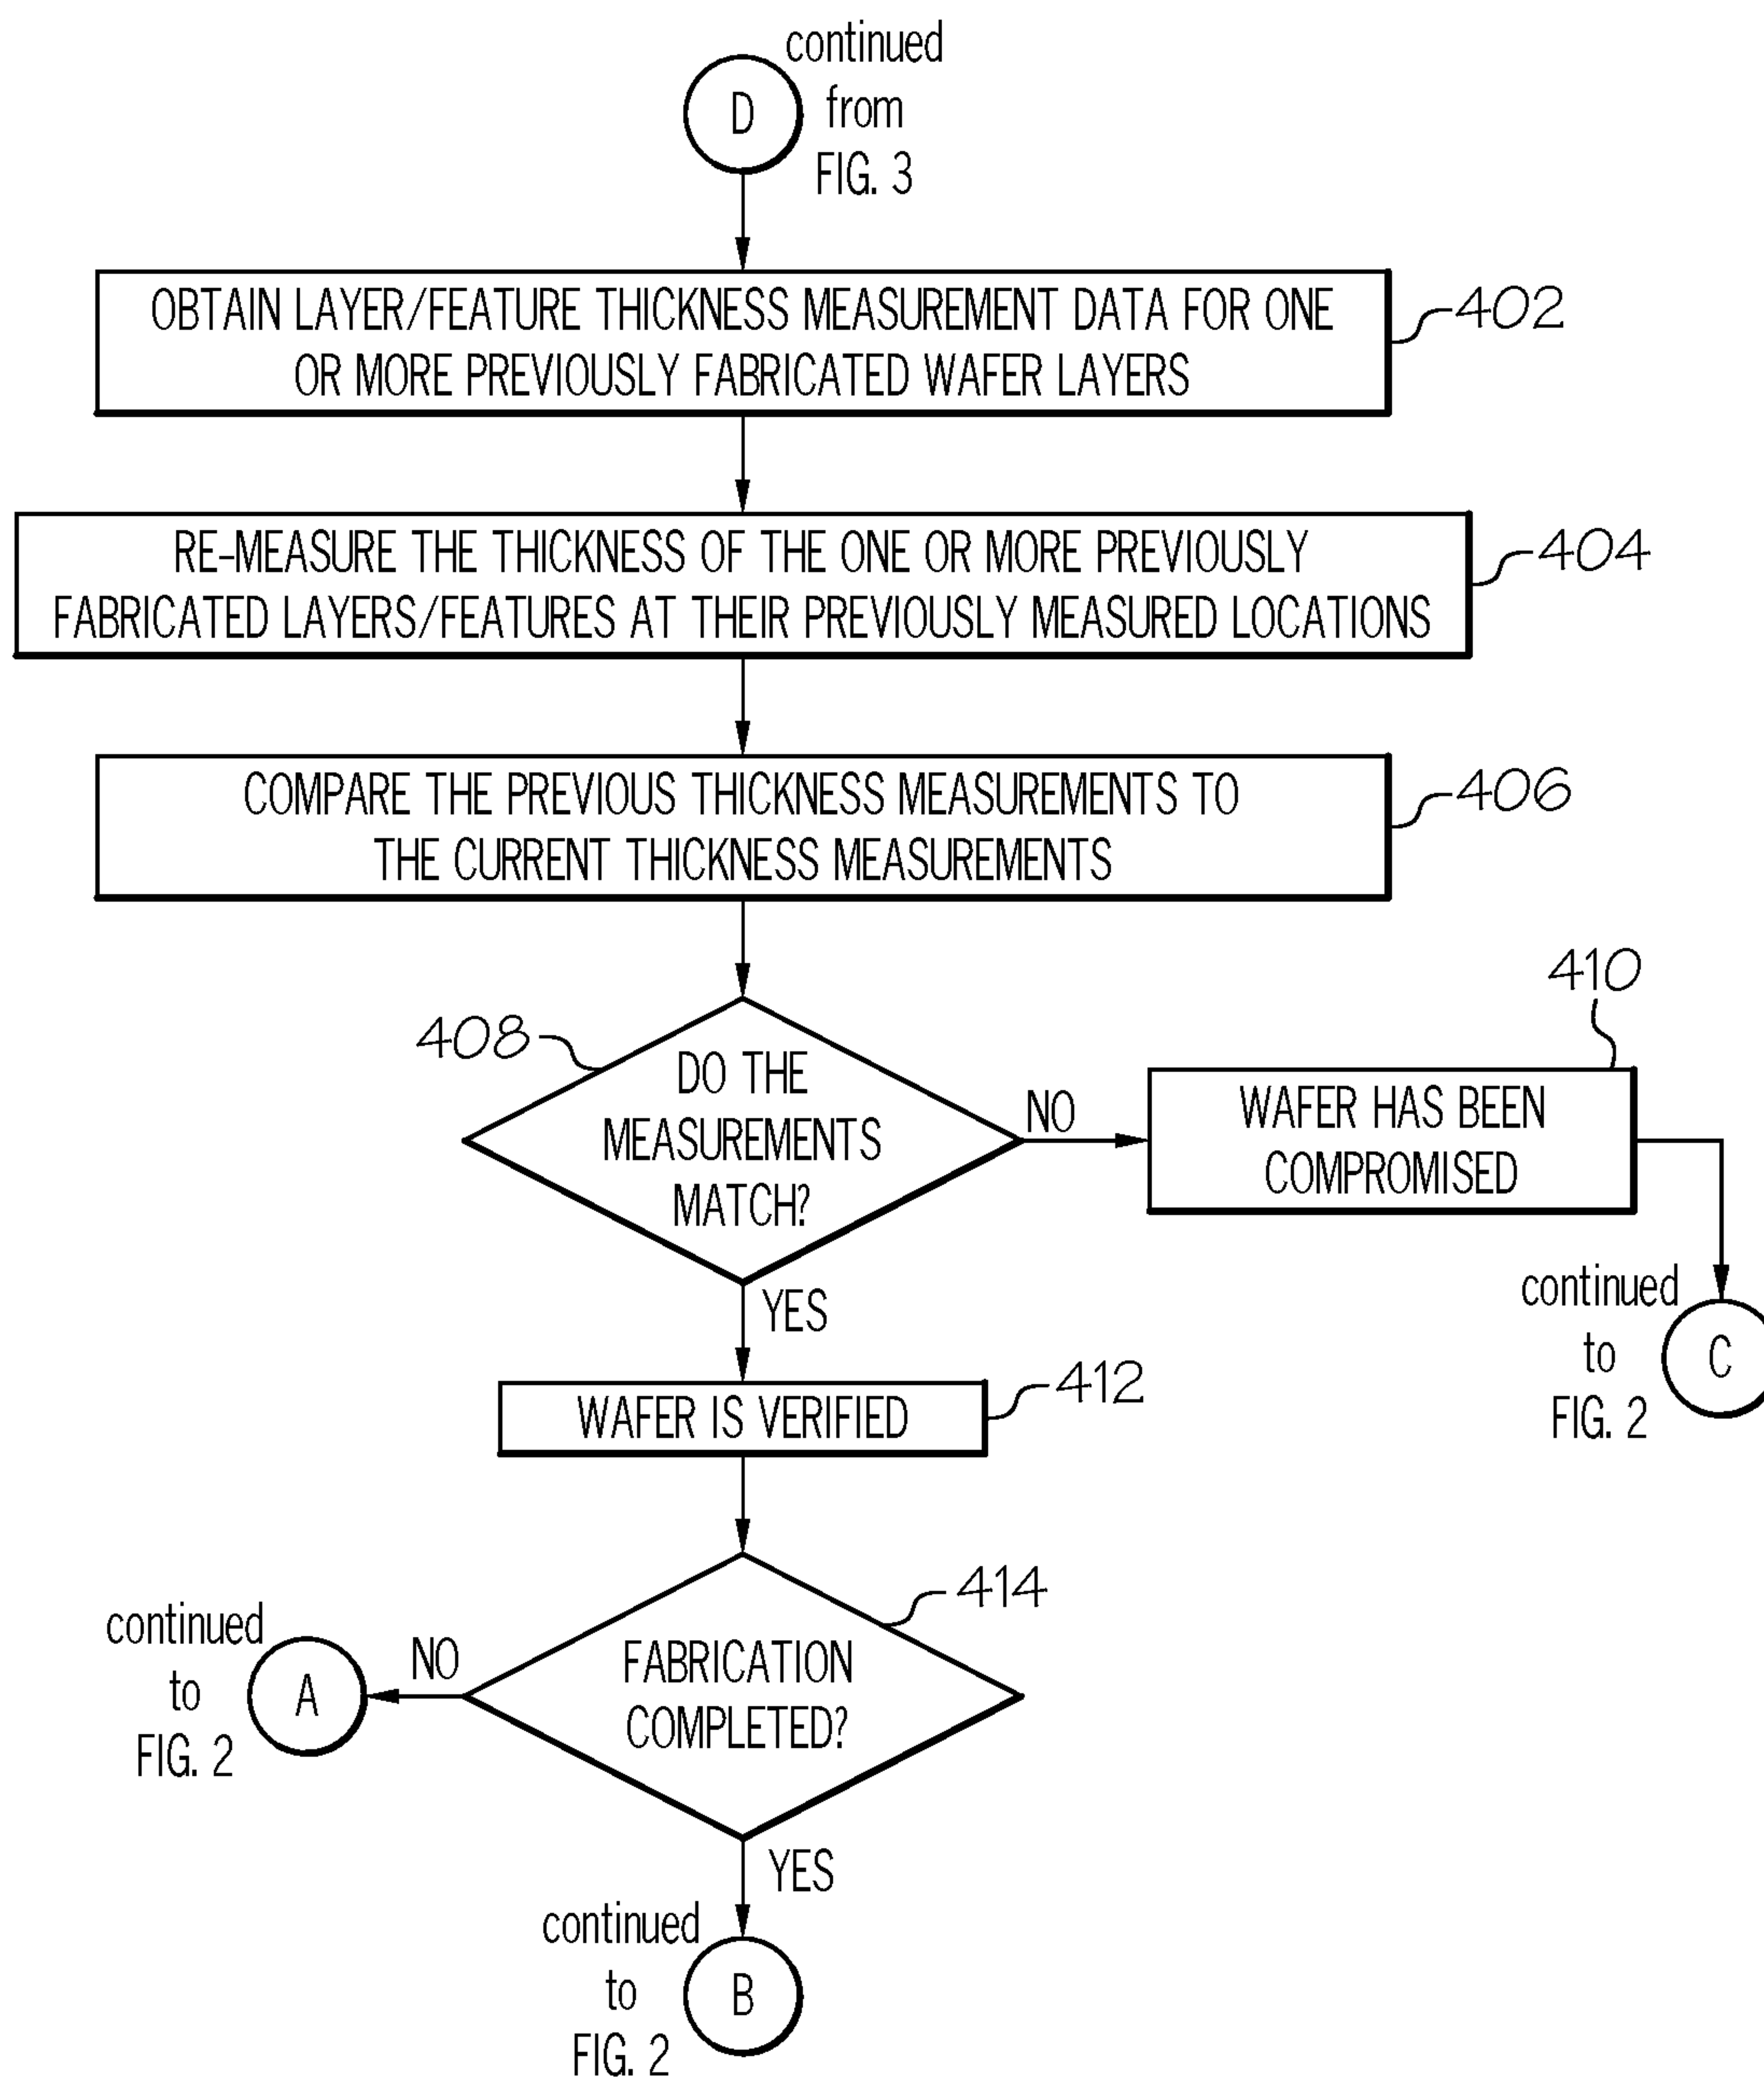 continued
from
FIG. 3
D
OBTAIN LAYER/FEATURE THICKNESS MEASUREMENT DATA FOR ONE
OR MORE PREVIOUSLY FABRICATED WAFER LAYERS
402
RE-MEASURE THE THICKNESS OF THE ONE OR MORE PREVIOUSLY
FABRICATED LAYERS/FEATURES AT THEIR PREVIOUSLY MEASURED LOCATIONS
404
COMPARE THE PREVIOUS THICKNESS MEASUREMENTS TO
THE CURRENT THICKNESS MEASUREMENTS
406
408
DO THE
MEASUREMENTS
MATCH?
NO
410
WAFER HAS BEEN
COMPROMISED
continued
to
FIG. 2
C
YES
WAFER IS VERIFIED
412
414
FABRICATION
COMPLETED?
NO
continued
to
FIG. 2
A
YES
continued
to
FIG. 2
B